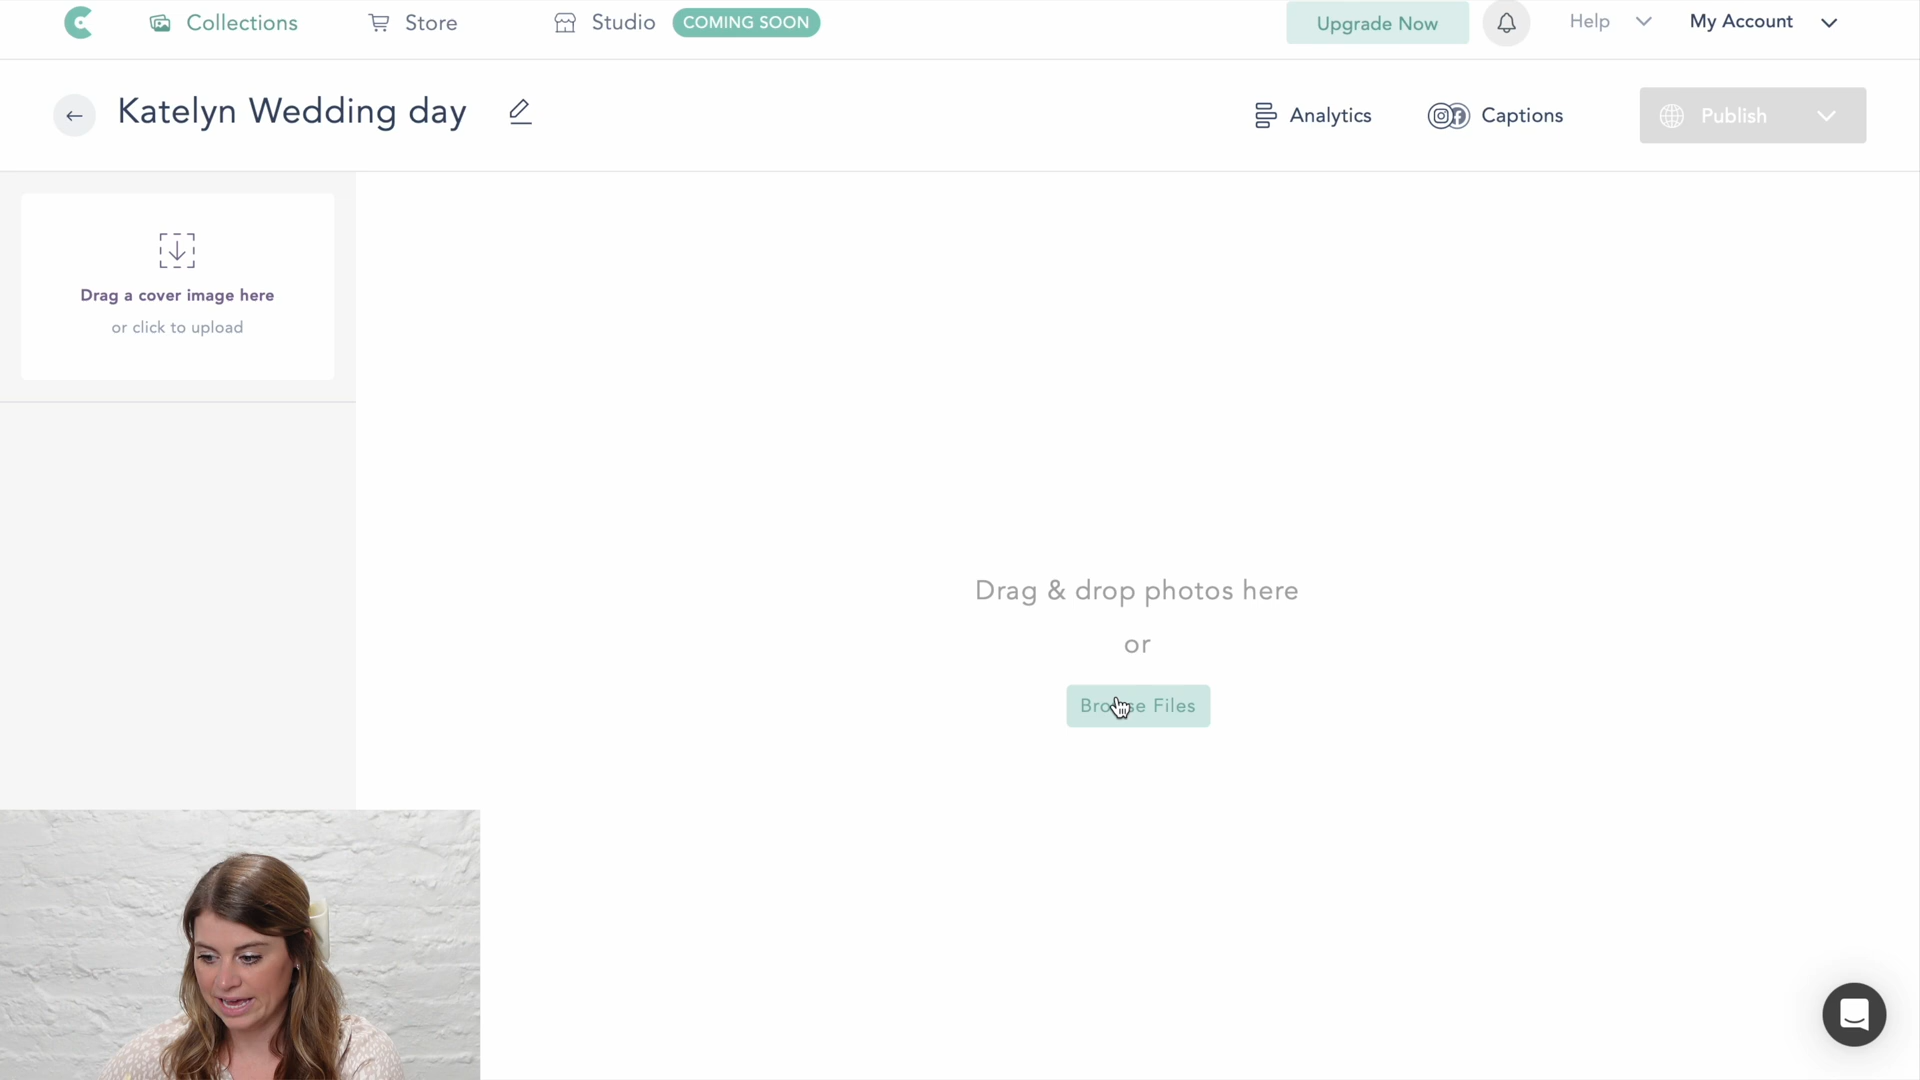 Collections
Store
Studio
COMING SOON
Upgrade Now
Help
My Account
Katelyn Wedding day
Analytics
Captions
Publish
Drag a cover image here
or click to upload
Drag & drop photos here
or
Browse Files